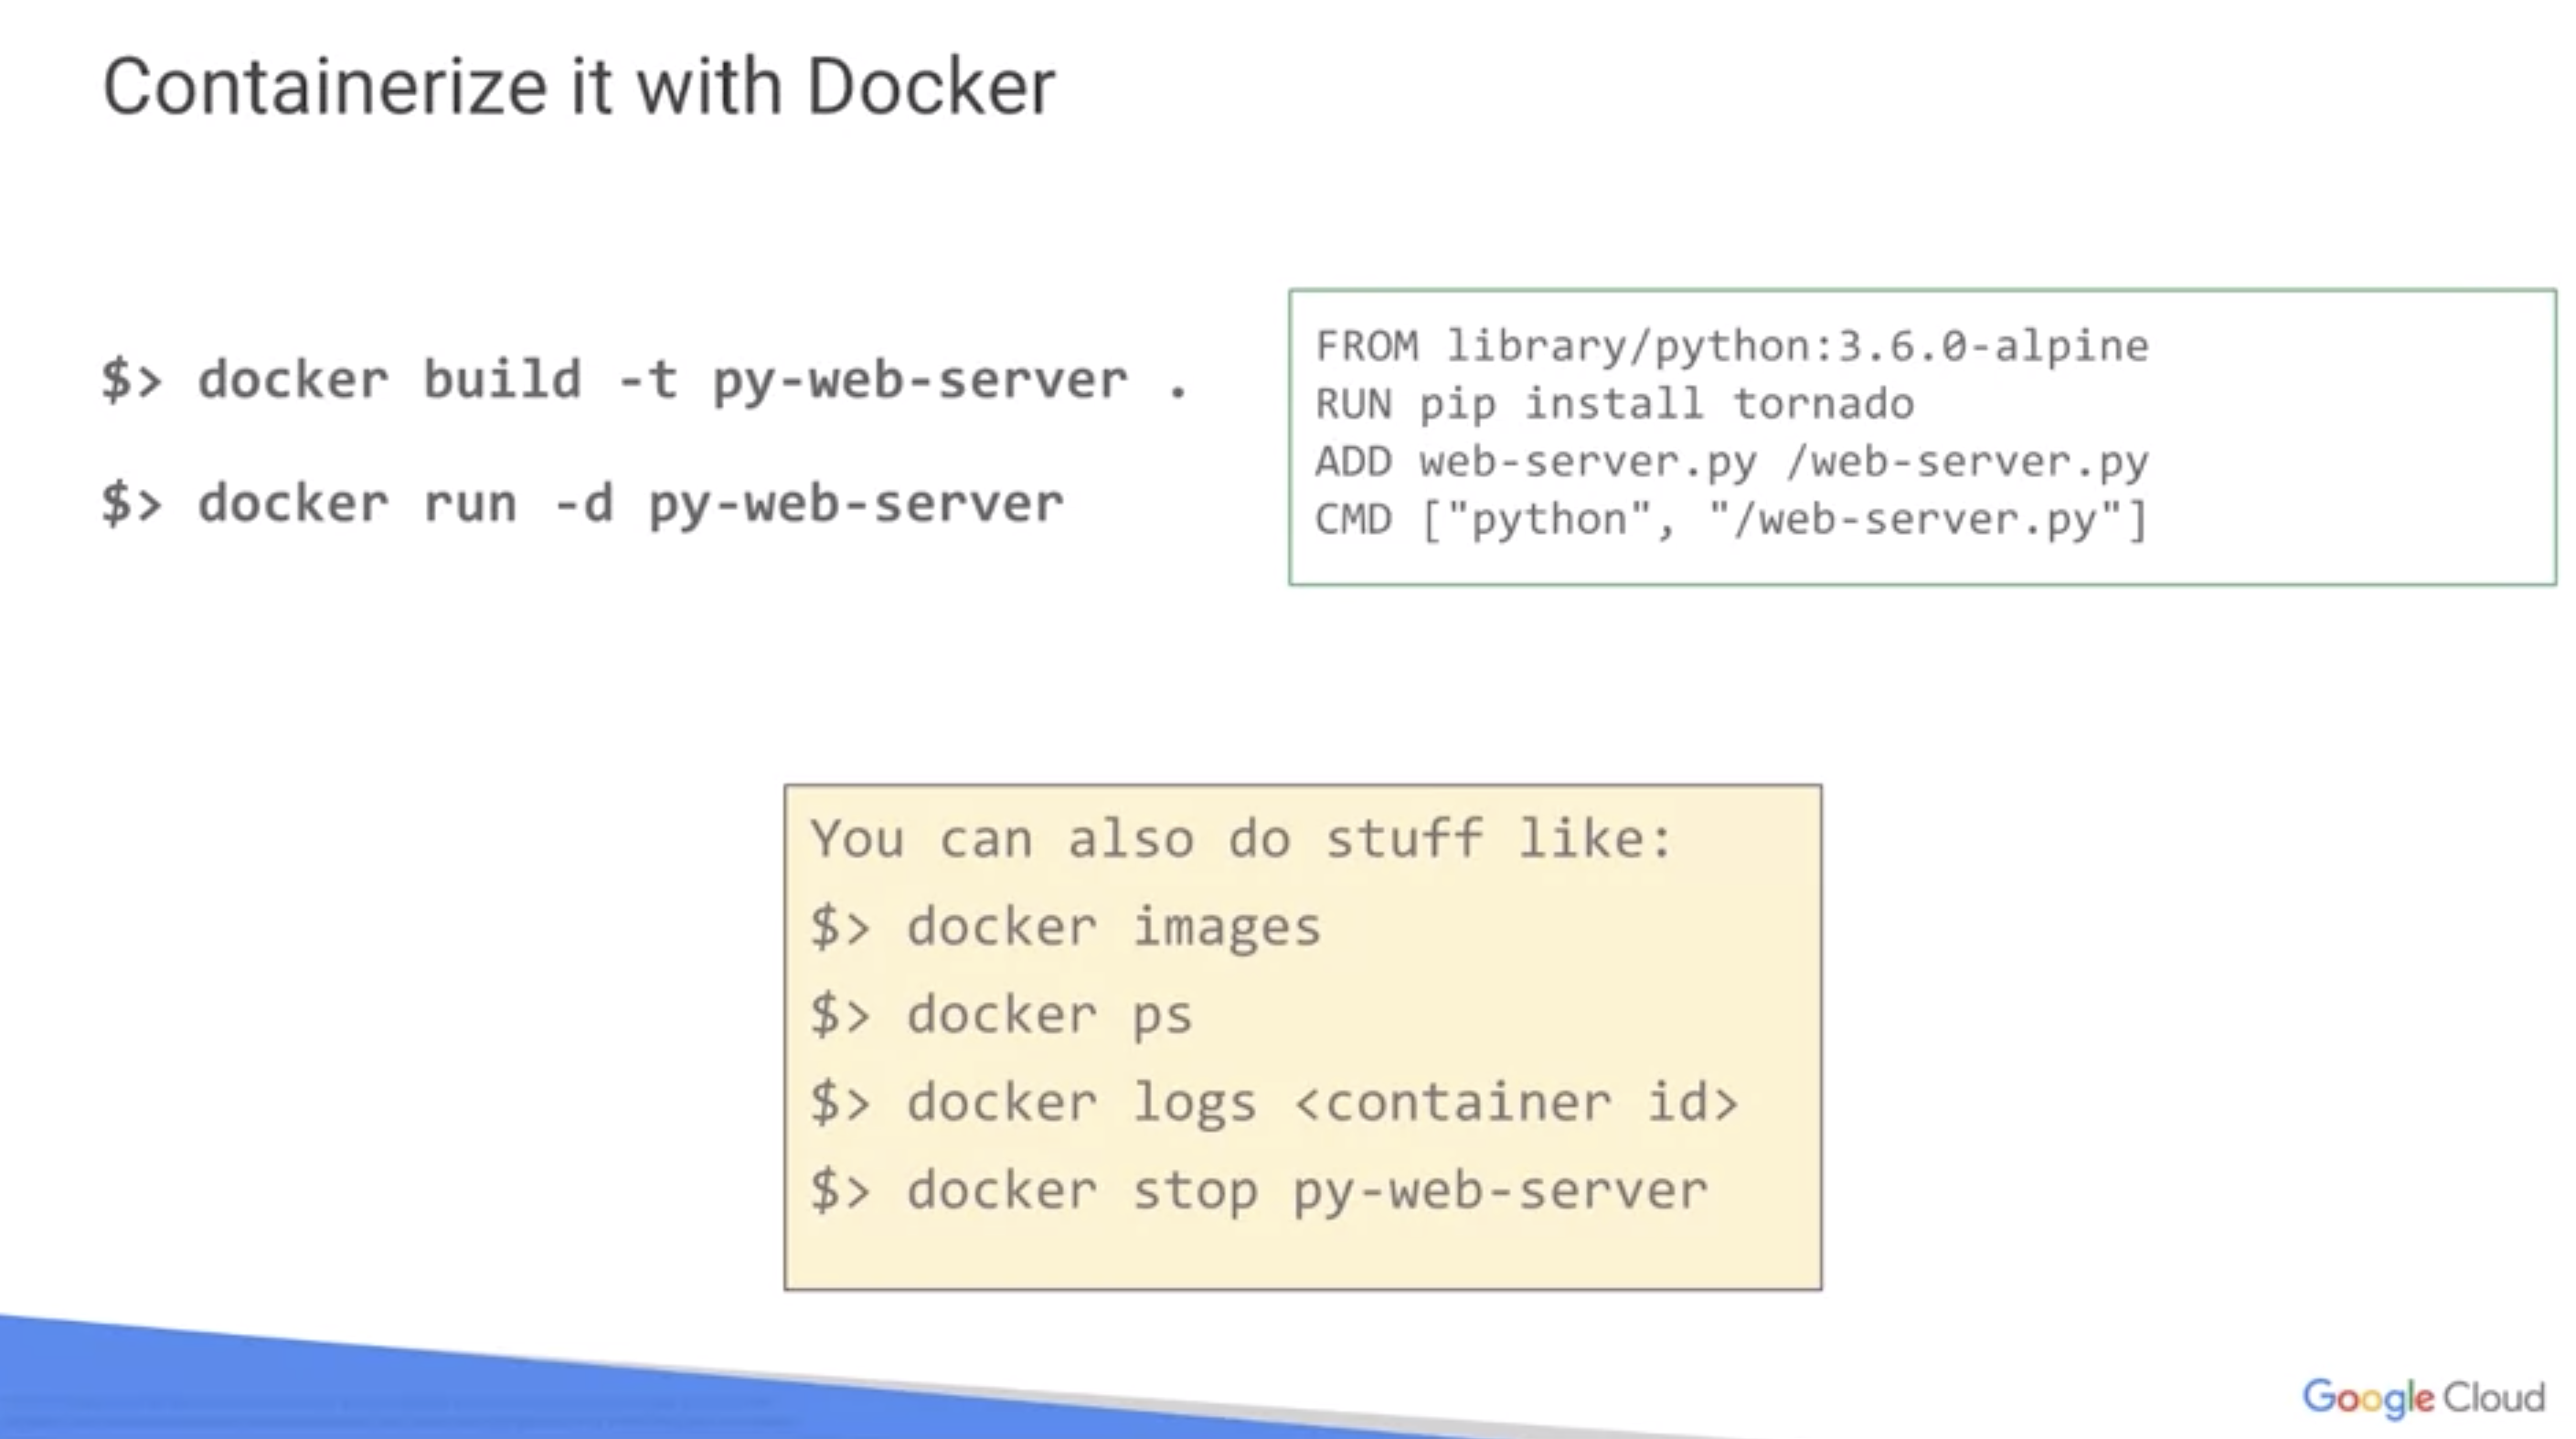 Containerize it with Docker
$> docker build -t py-web-server .
$> docker run -d py-web-server
FROM library/python:3.6.0-alpine
RUN pip install tornado
ADD web-server.py /web-server.py
CMD ["python", "/web-server.py"]
You can also do stuff like:
$> docker images
$> docker ps
$> docker logs <container id>
$> docker stop py-web-server
Google Cloud